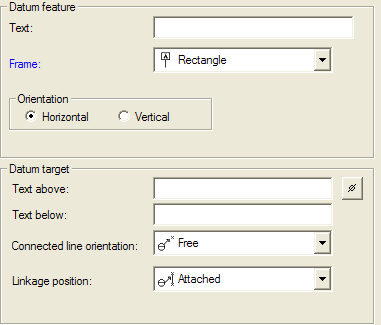 Datum feature
Text:
Frame: Rectangle
Orientation
Horizontal Vertical
Datum target
Text above:
Text below:
Connected line orientation: Free
Linkage position: Attached